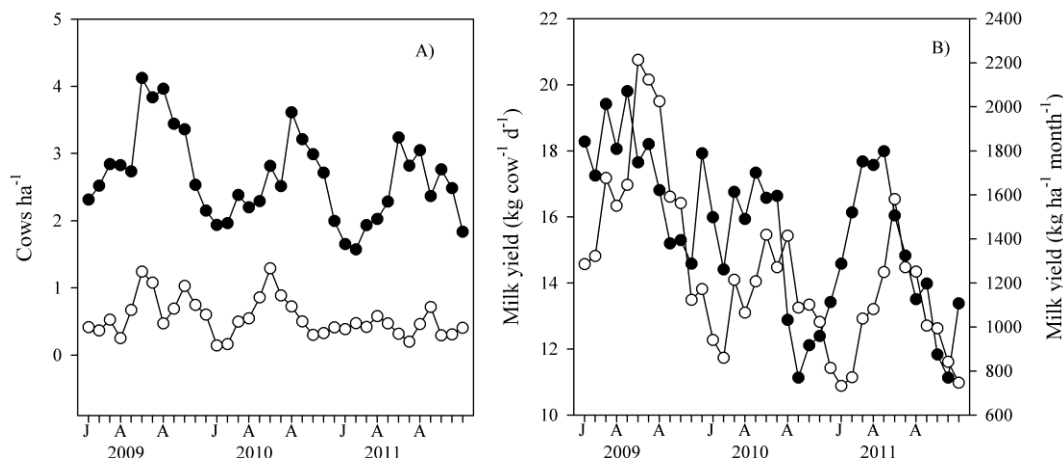 A)
5
4
3
2
1
0
Cows ha⁻¹
J A A J A A J A A
2009 2010 2011
B)
22
20
18
16
14
12
10
Milk yield (kg cow⁻¹ d⁻¹)
2400
2200
2000
1800
1600
1400
1200
1000
800
600
Milk yield (kg ha⁻¹ month⁻¹)
J A A J A A J A A
2009 2010 2011